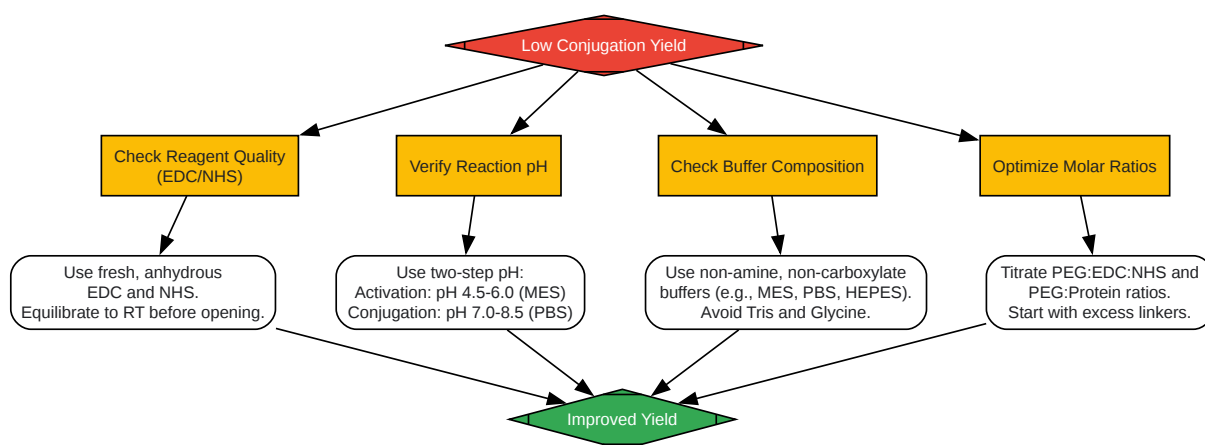 Low Conjugation Yield
Check Reagent Quality
(EDC/NHS)
Verify Reaction pH
Check Buffer Composition
Optimize Molar Ratios
Use fresh, anhydrous
EDC and NHS.
Equilibrate to RT before opening.
Use two-step pH:
Activation: pH 4.5-6.0 (MES)
Conjugation: pH 7.0-8.5 (PBS)
Use non-amine, non-carboxylate
buffers (e.g., MES, PBS, HEPES).
Avoid Tris and Glycine.
Titrate PEG:EDC:NHS and
PEG:Protein ratios.
Start with excess linkers.
Improved Yield